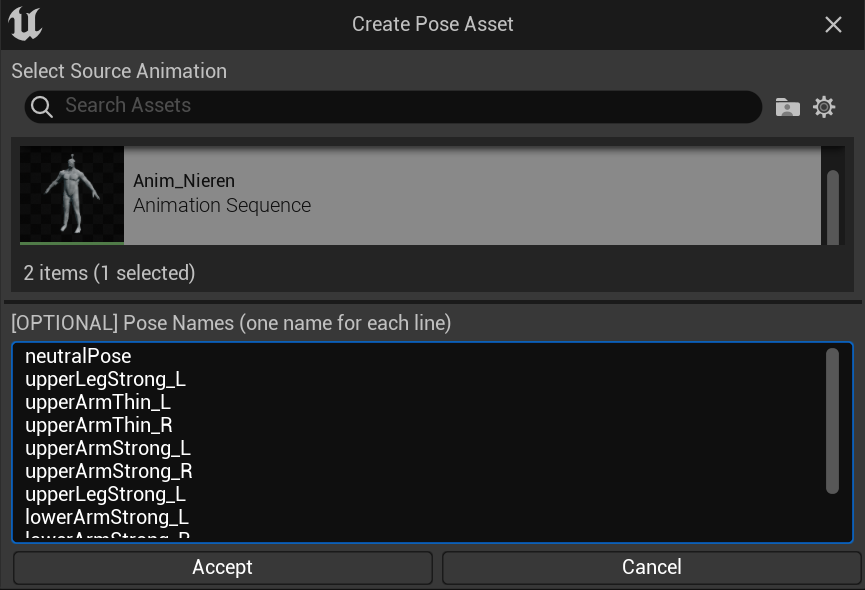 Create Pose Asset
Select Source Animation
Search Assets
Anim_Nieren
Animation Sequence
2 items (1 selected)
[OPTIONAL] Pose Names (one name for each line)
neutralPose
upperLegStrong_L
upperArmThin_L
upperArmThin_R
upperArmStrong_L
upperArmStrong_R
upperLegStrong_L
lowerArmStrong_L
lowerArmStrong_R
Accept
Cancel